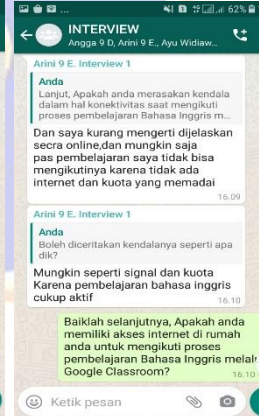 62%
INTERVIEW
Angga 9 D, Arini 9 E., Ayu Widiaw...
Arini 9 E. Interview 1
Anda
Lanjut, Apakah anda merasakan kendala
dalam hal konektivitas saat mengikuti
proses pembelajaran Bahasa Inggris m...
Dan saya kurang mengerti dijelaskan
secra online,dan mungkin saja
pas pembelajaran saya tidak bisa
mengikutinya karena tidak ada
internet dan kuota yang memadai
16.09
Arini 9 E. Interview 1
Anda
Boleh diceritakan kendalanya seperti apa
dik?
Mungkin seperti signal dan kuota
Karena pembelajaran bahasa inggris
cukup aktif
16.10
Baiklah selanjutnya, Apakah anda
memiliki akses internet di rumah
anda untuk mengikuti proses
pembelajaran Bahasa Inggris melalu
Google Classroom?
16.10
Ketik pesan